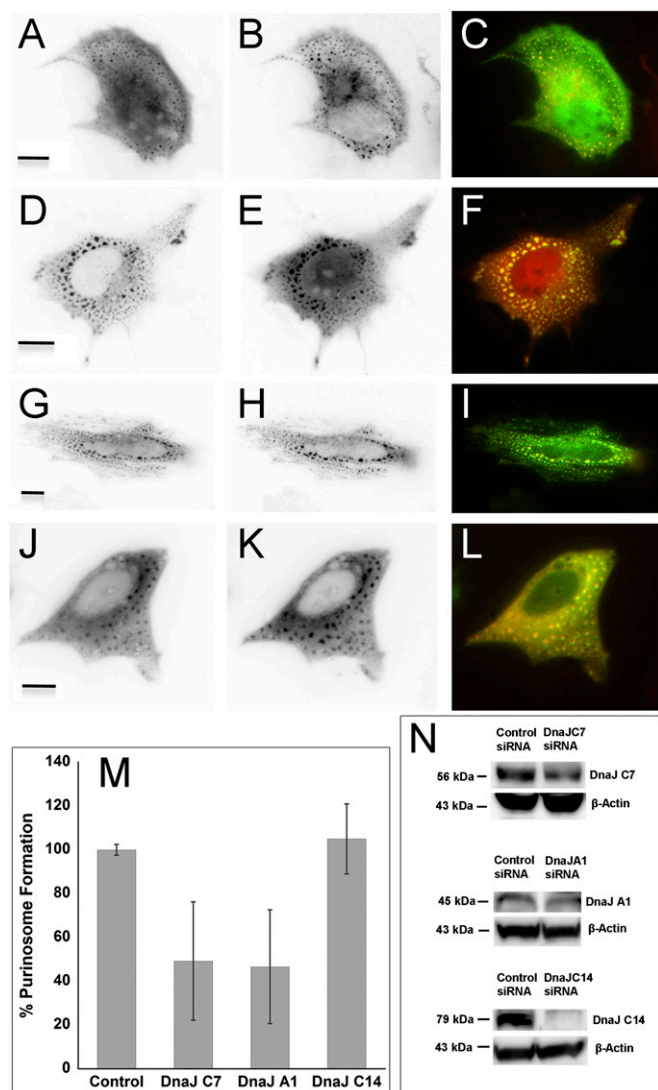 A
B
C
D
E
F
G
H
I
J
K
L
M
% Purinosome Formation
140
120
100
80
60
40
20
0
Control
DnaJ C7
DnaJ A1
DnaJ C14
N
Control siRNA
DnaJC7 siRNA
56 kDa
DnaJ C7
43 kDa
β-Actin
Control siRNA
DnaJA1 siRNA
45 kDa
DnaJ A1
43 kDa
β-Actin
Control siRNA
DnaJC14 siRNA
79 kDa
DnaJ C14
43 kDa
β-Actin